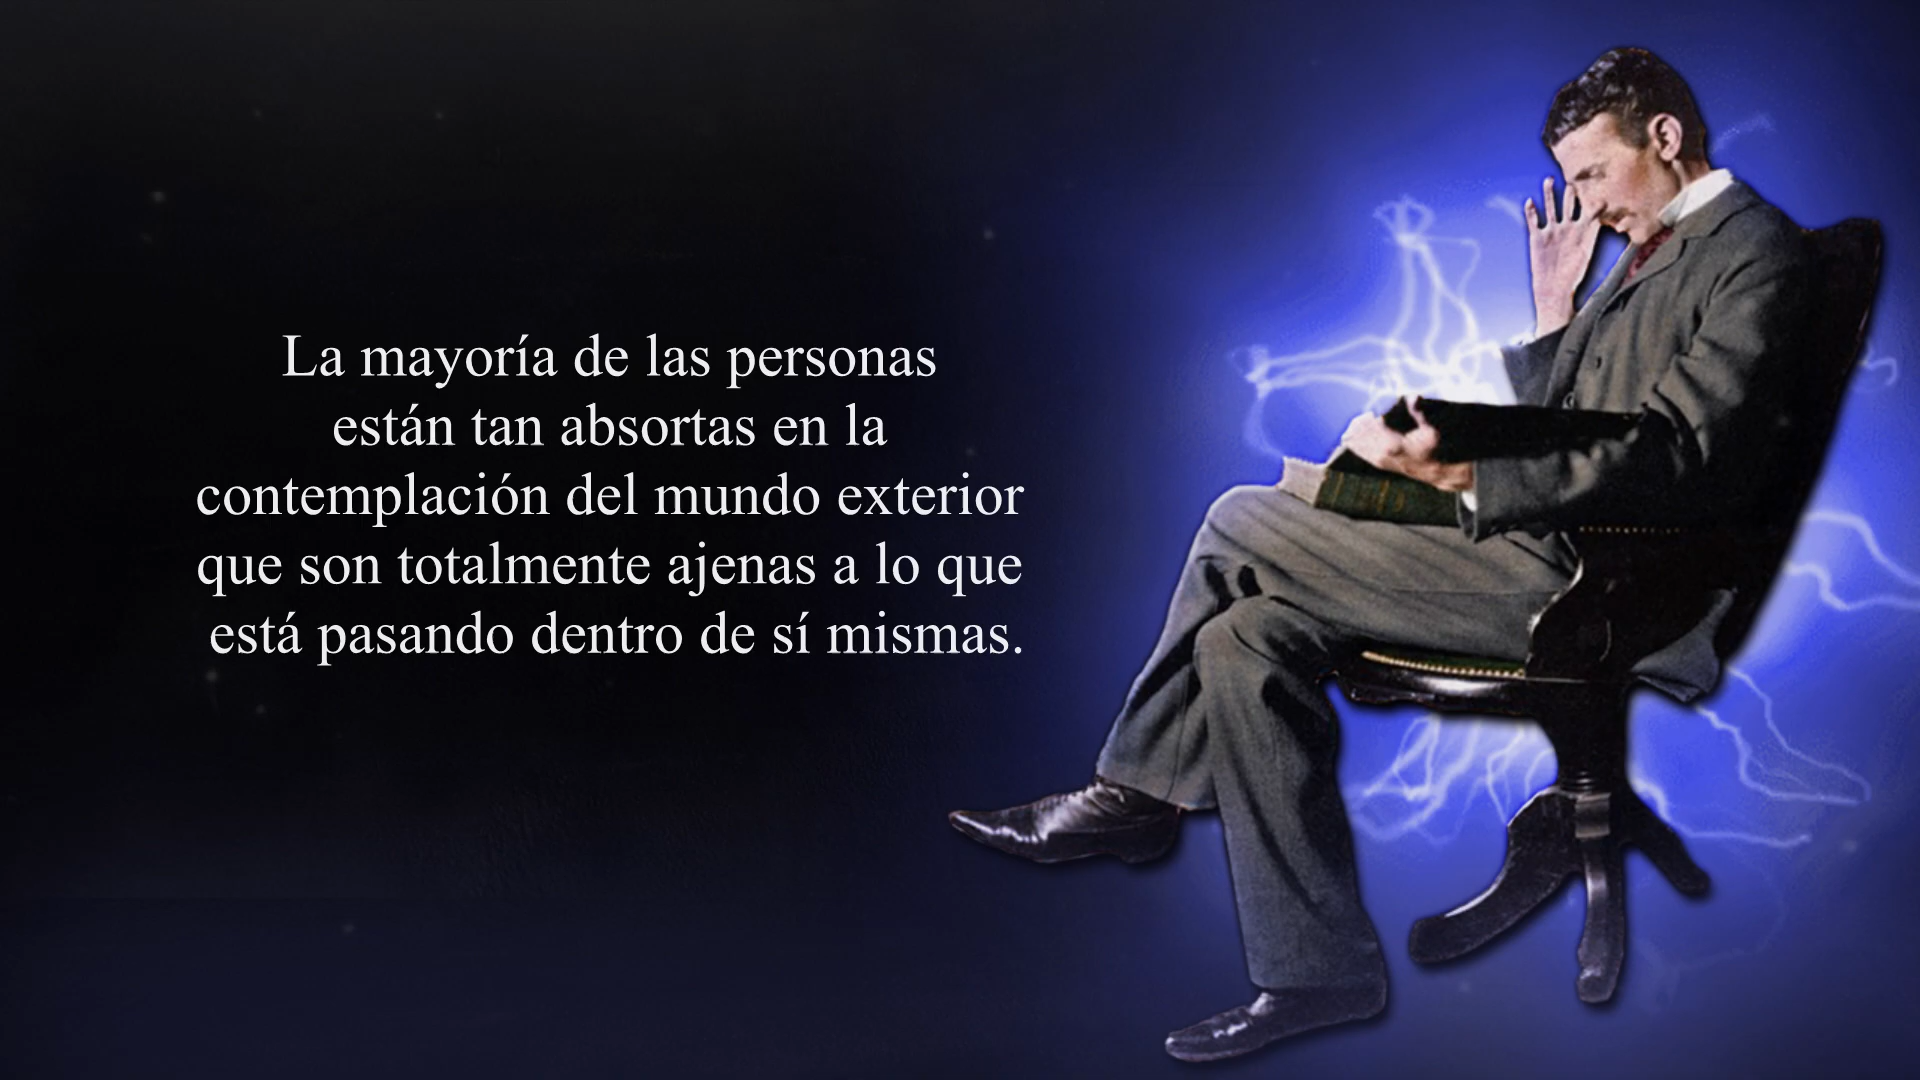 La mayoría de las personas
están tan absortas en la
contemplación del mundo exterior
que son totalmente ajenas a lo que
está pasando dentro de sí mismas.